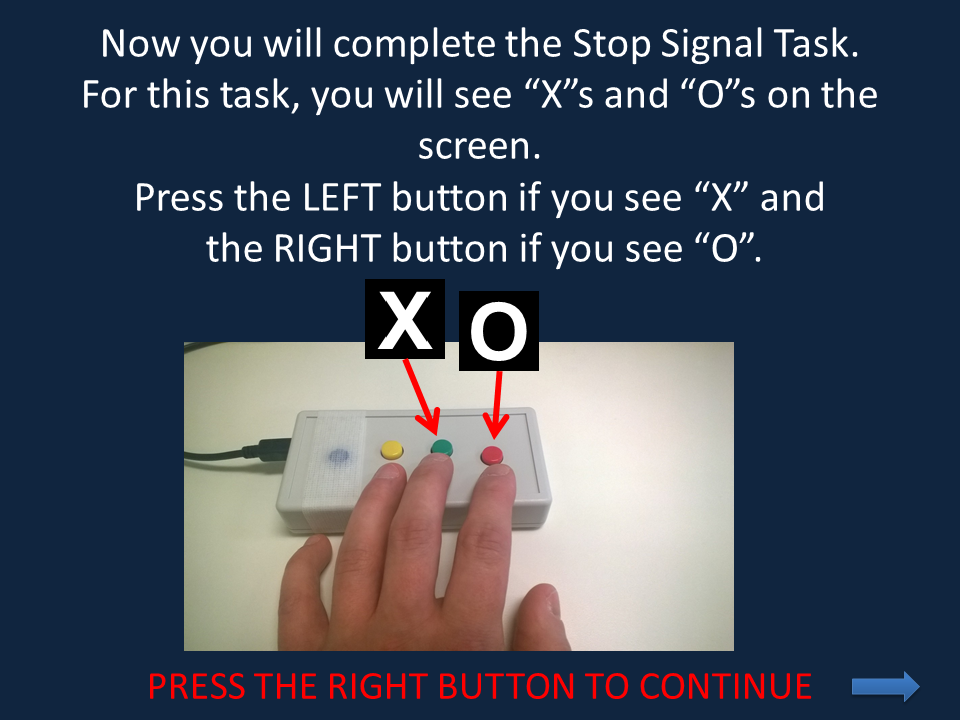 Now you will complete the Stop Signal Task.
For this task, you will see “X”s and “O”s on the
screen.
Press the LEFT button if you see “X” and
the RIGHT button if you see “O”.
X O
PRESS THE RIGHT BUTTON TO CONTINUE